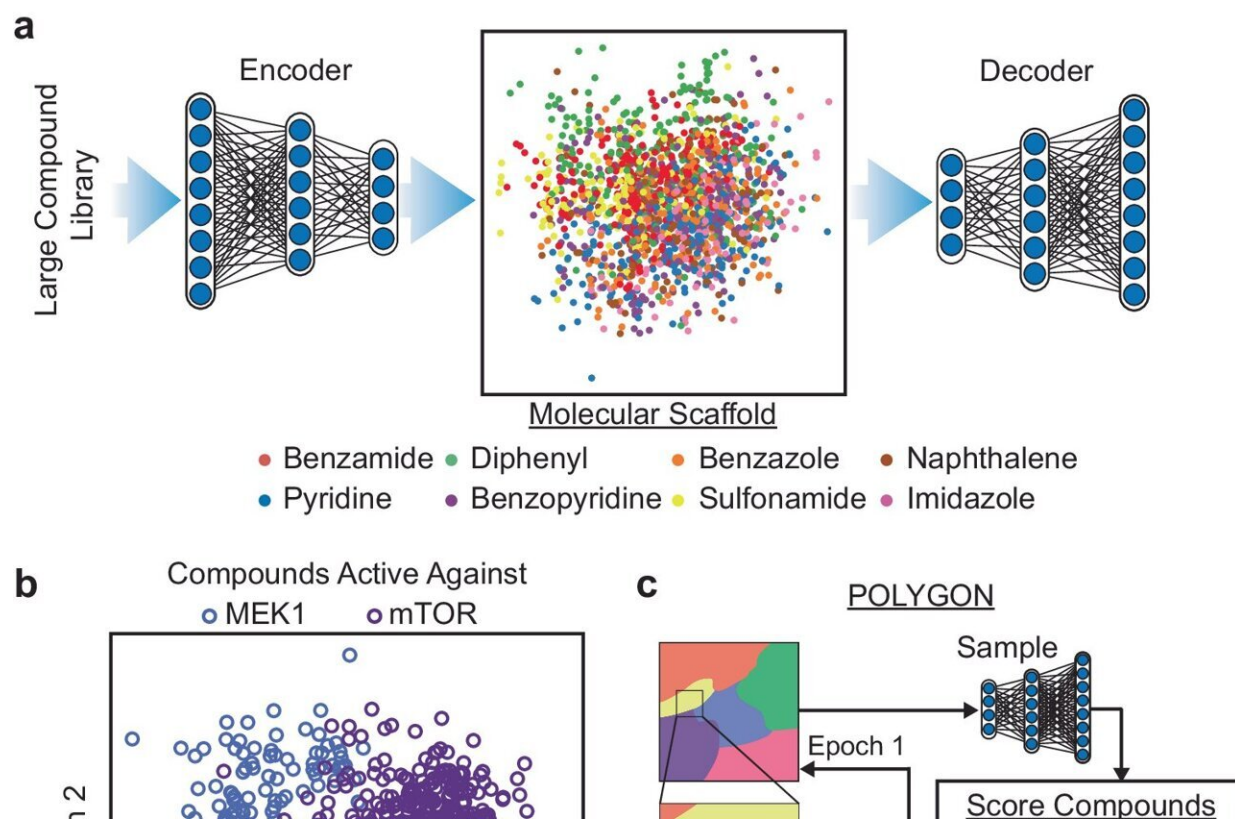 a
Encoder
Decoder
Large Compound
Library
Molecular Scaffold
Benzamide Diphenyl Benzazole Naphthalene
Pyridine Benzopyridine Sulfonamide Imidazole
b
Compounds Active Against
MEK1 mTOR
2
c
POLYGON
Sample
Epoch 1
Score Compounds